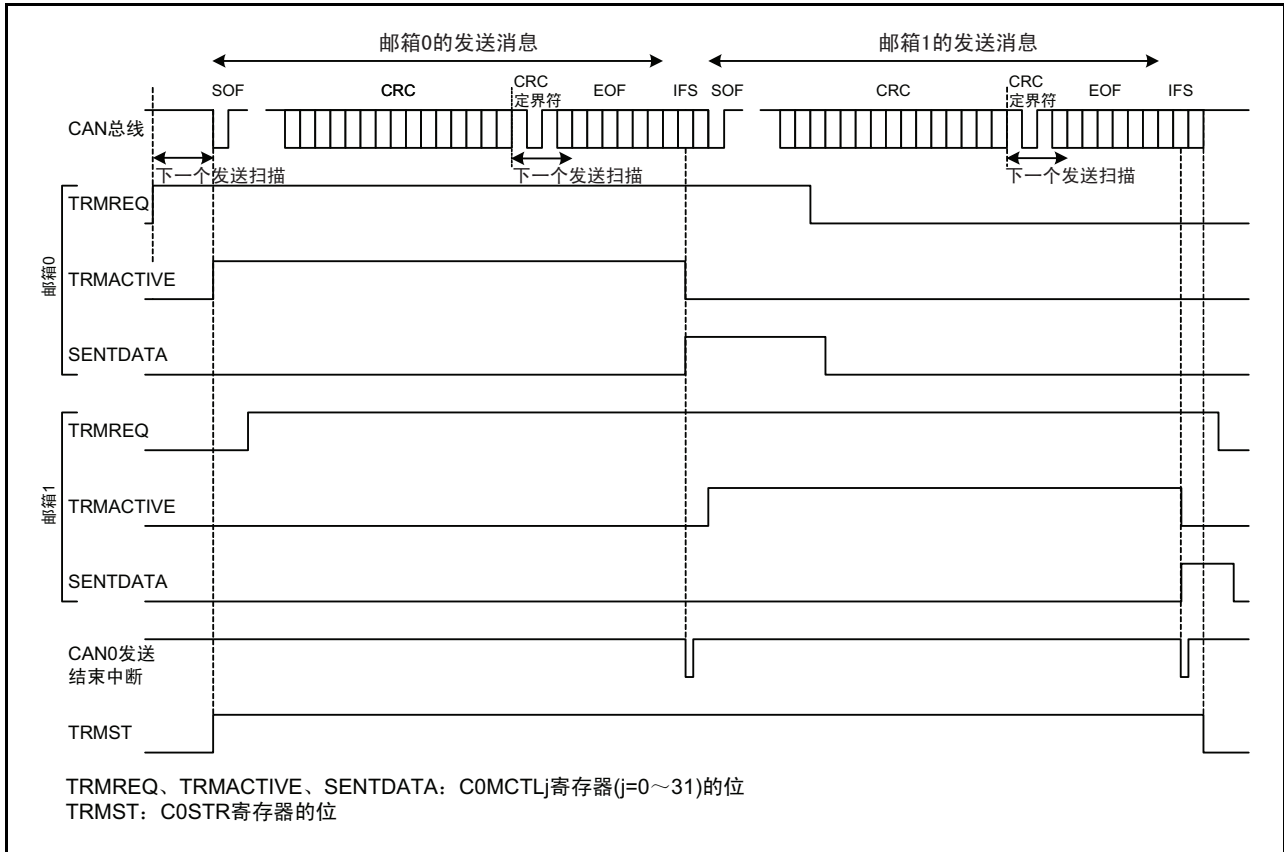 邮箱0的发送消息
邮箱1的发送消息
SOF
CRC
CRC
定界符
EOF
IFS
SOF
CRC
CRC
定界符
EOF
IFS
CAN总线
下一个发送扫描
下一个发送扫描
下一个发送扫描
邮箱0
TRMREQ
TRMACTIVE
SENTDATA
邮箱1
TRMREQ
TRMACTIVE
SENTDATA
CAN0发送
结束中断
TRMST
TRMREQ、TRMACTIVE、SENTDATA：C0MCTLj寄存器(j=0～31)的位
TRMST：C0STR寄存器的位